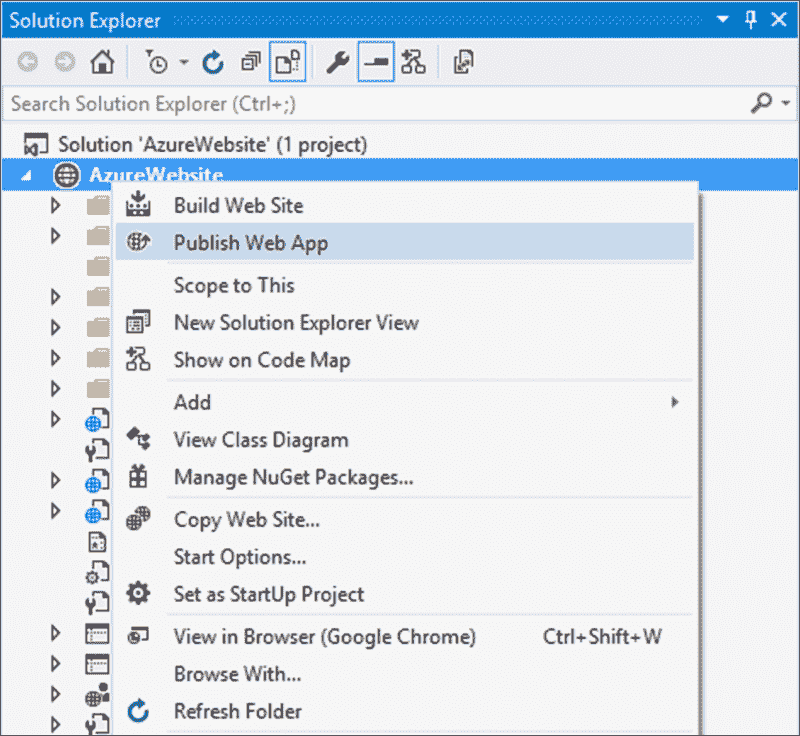 Solution Explorer
Search Solution Explorer (Ctrl+;)
Solution 'AzureWebsite' (1 project)
AzureWebsite
Build Web Site
Publish Web App
Scope to This
New Solution Explorer View
Show on Code Map
Add
View Class Diagram
Manage NuGet Packages...
Copy Web Site...
Start Options...
Set as StartUp Project
View in Browser (Google Chrome) Ctrl+Shift+W
Browse With...
Refresh Folder